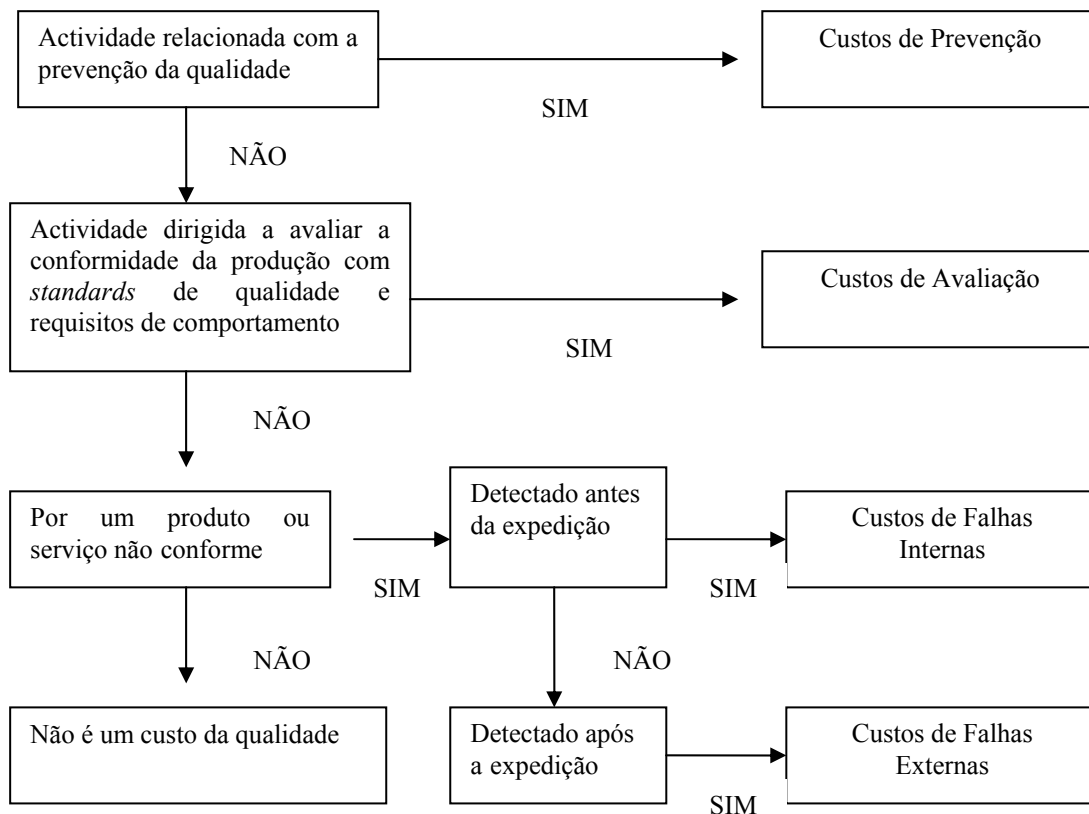 Actividade relacionada com a
prevenção da qualidade
Custos de Prevenção
SIM
NÃO
Actividade dirigida a avaliar a
conformidade da produção com
standards de qualidade e
requisitos de comportamento
Custos de Avaliação
SIM
NÃO
Por um produto ou
serviço não conforme
SIM
Detectado antes
da expedição
SIM
Custos de Falhas
Internas
NÃO
NÃO
Não é um custo da qualidade
Detectado após
a expedição
SIM
Custos de Falhas
Externas